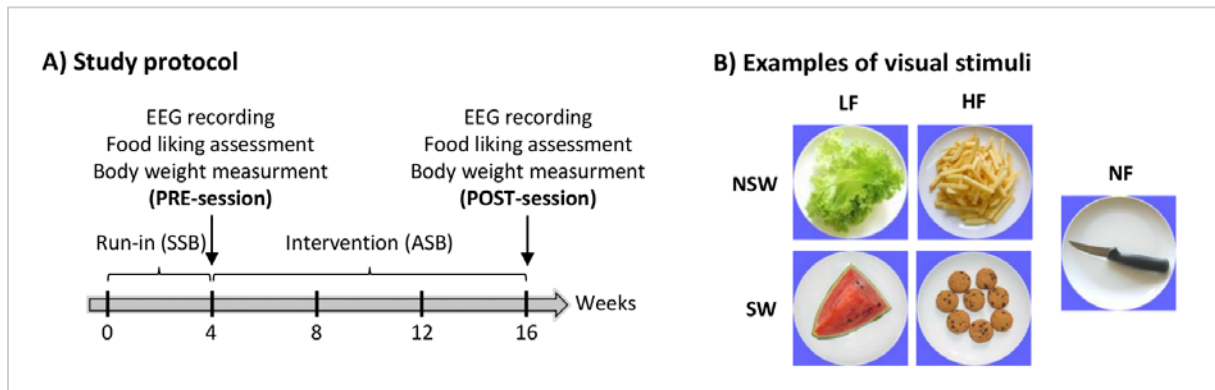 A) Study protocol
EEG recording
Food liking assessment
Body weight measurment
(PRE-session)
EEG recording
Food liking assessment
Body weight measurment
(POST-session)
Run-in (SSB)
Intervention (ASB)
Weeks
0
4
8
12
16
B) Examples of visual stimuli
LF
HF
NSW
NF
SW